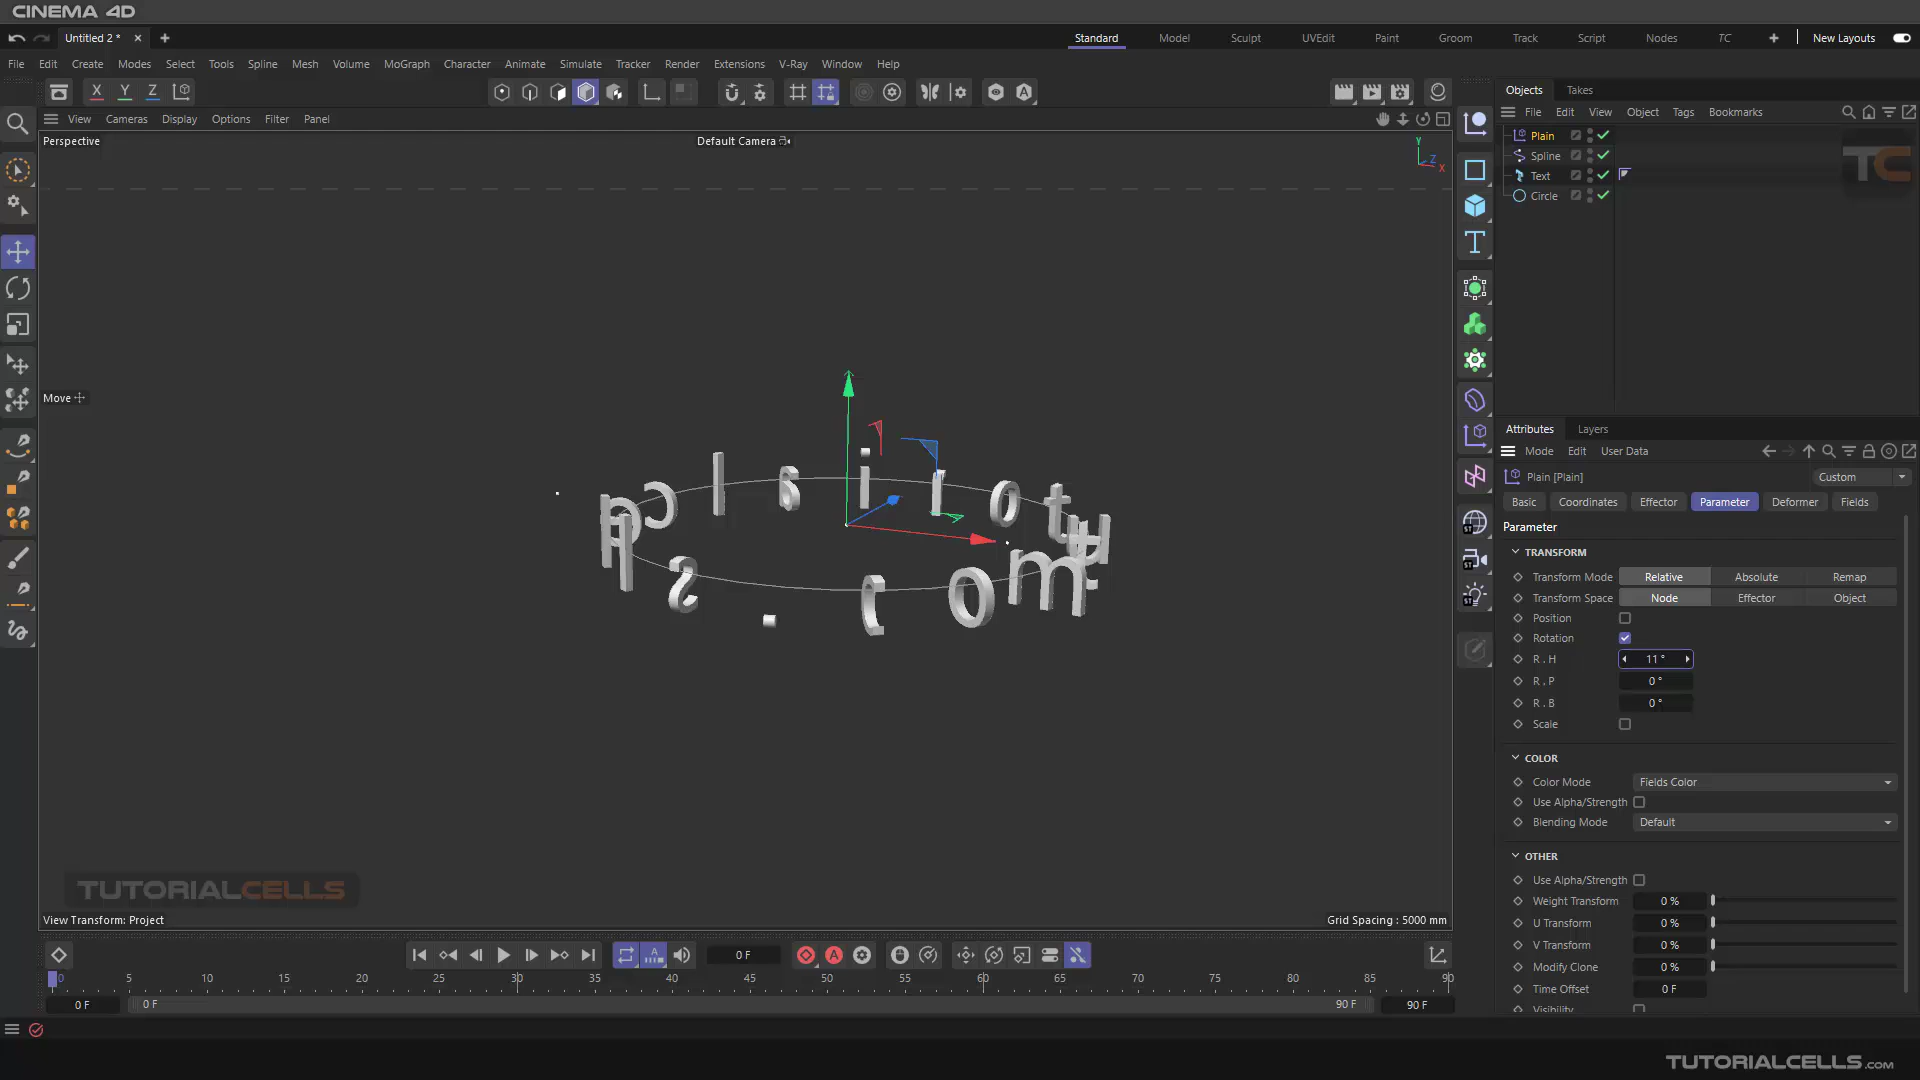 CINEMA 4D
Untitled 2 *
Standard Model Sculpt UVEdit Paint Groom Track Script Nodes TC New Layouts
File Edit Create Modes Select Tools Spline Mesh Volume MoGraph Character Animate Simulate Tracker Render Extensions V-Ray Window Help
X Y Z
Objects Takes
View Cameras Display Options Filter Panel
File Edit View Object Tags Bookmarks
Perspective
Default Camera
Y
Z
X
Plain
Spline
Text
Circle
TC
Move
Attributes Layers
Mode Edit User Data
Plain [Plain]
Custom
Basic Coordinates Effector Parameter Deformer Fields
Parameter
TRANSFORM
Transform Mode Relative Absolute Remap
Transform Space Node Effector Object
Position
Rotation
R . H 11 °
R . P 0 °
R . B 0 °
Scale
COLOR
Color Mode Fields Color
Use Alpha/Strength
Blending Mode Default
OTHER
Use Alpha/Strength
Weight Transform 0 %
U Transform 0 %
V Transform 0 %
Modify Clone 0 %
Time Offset 0 F
Visibility
ST
ST
ST
TUTORIALCELLS
View Transform: Project
Grid Spacing : 5000 mm
0 F
0 5 10 15 20 25 30 35 40 45 50 55 60 65 70 75 80 85 90
0 F 0 F 90 F 90 F
TUTORIALCELLS.com